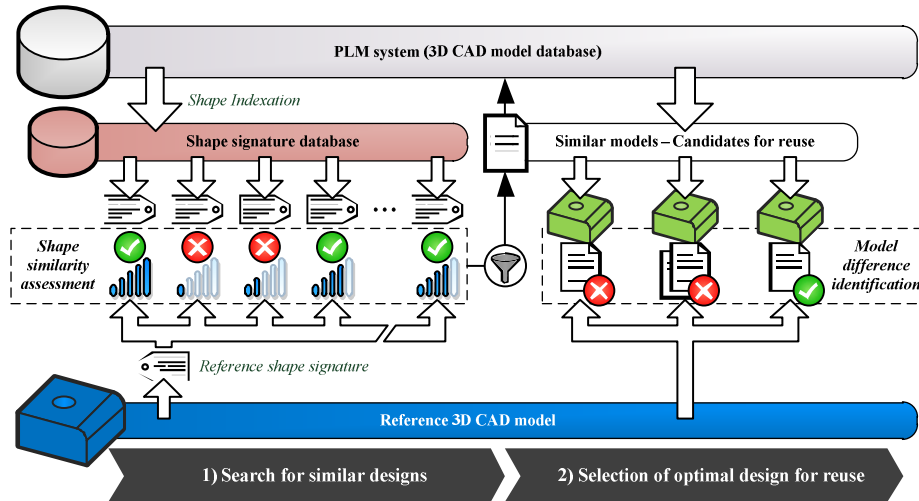 PLM system (3D CAD model database)
Shape Indexation
Shape signature database
Similar models – Candidates for reuse
...
Shape
similarity
assessment
Model
difference
identification
Reference shape signature
Reference 3D CAD model
1) Search for similar designs
2) Selection of optimal design for reuse